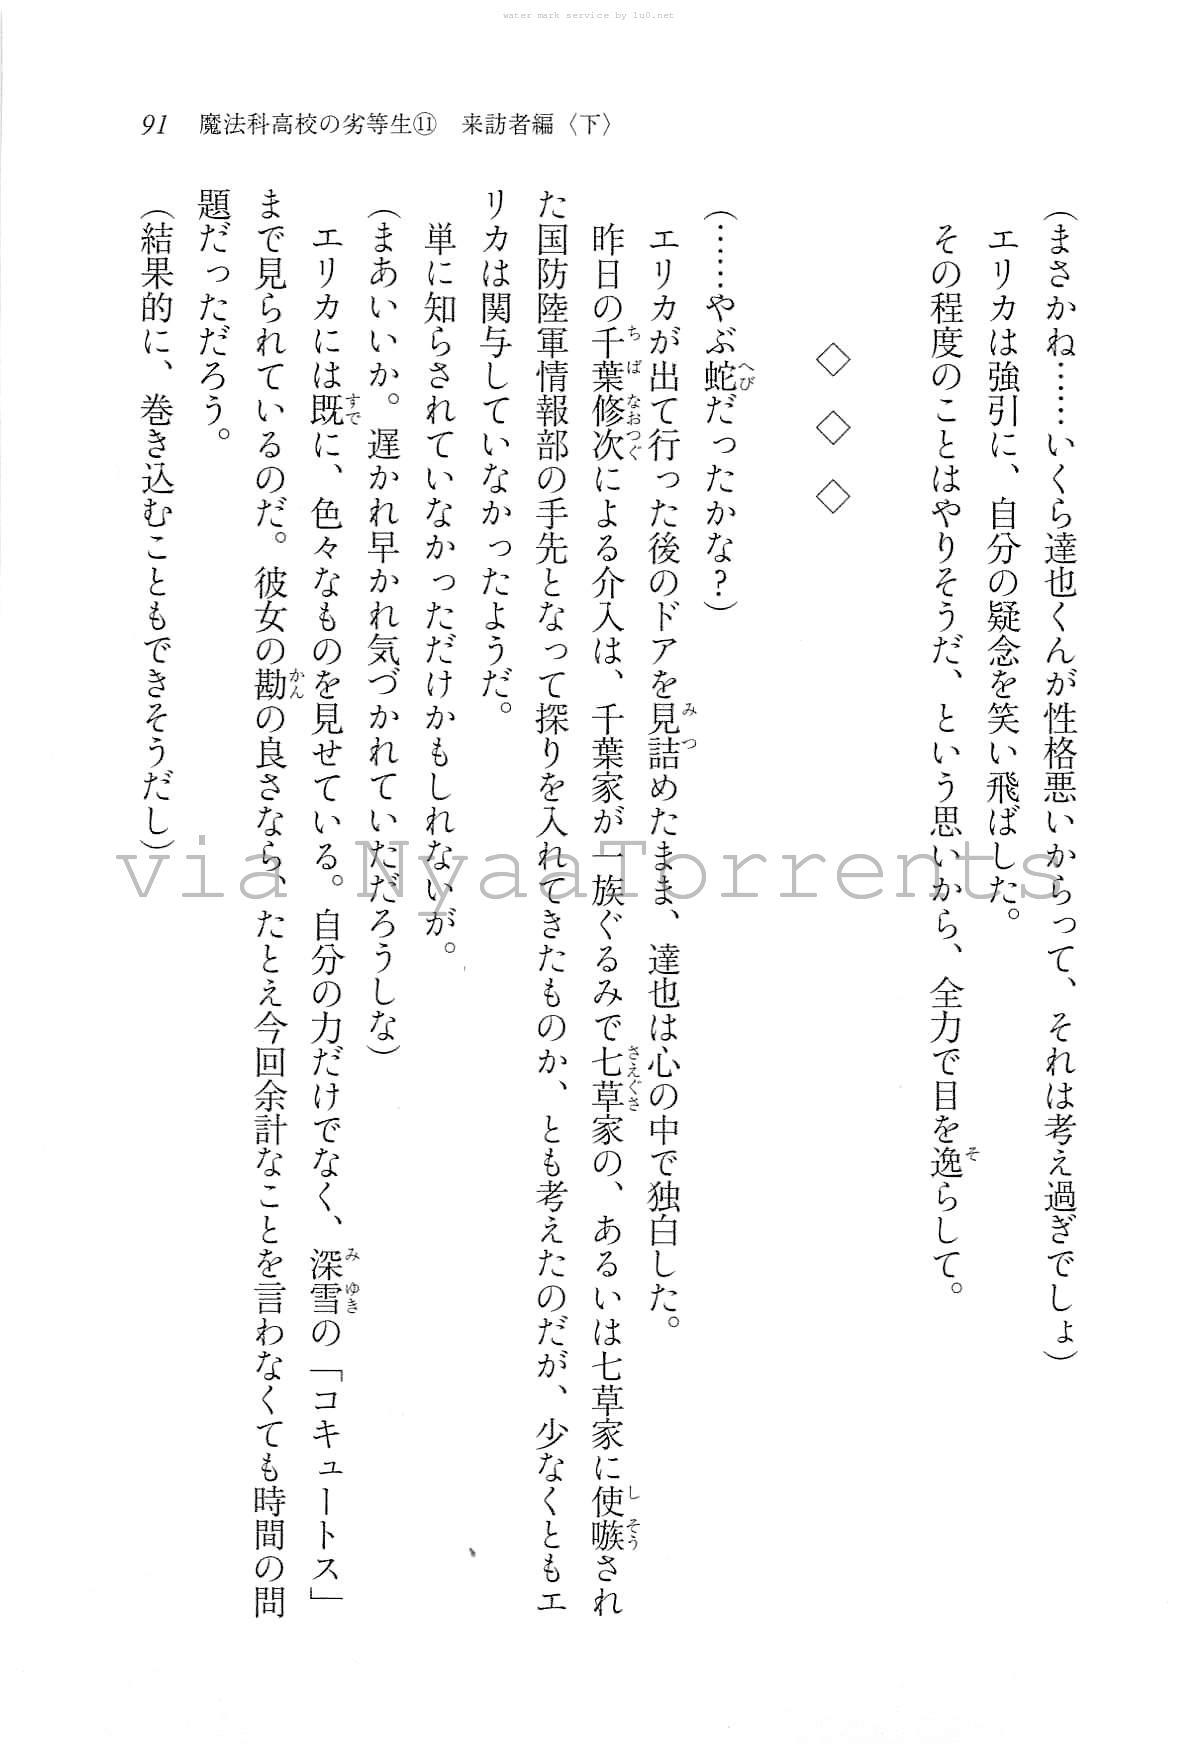 water mark service by lu0.net
91 魔法科高校の劣等生⑪ 来訪者編〈下〉
(まさかね……いくら達也くんが性格悪いからって、それは考え過ぎでしょ)
エリカは強引に、自分の疑念を笑い飛ばした。
その程度のことはやりそうだ、という思いから、全力で目を逸らして。
◇ ◇ ◇
(……やぶ蛇だったかな?)
エリカが出て行った後のドアを見詰めたまま、達也は心の中で独白した。
昨日の千葉修次による介入は、千葉家が一族ぐるみで七草家の、あるいは七草家に使嗾され
た国防陸軍情報部の手先となって探りを入れてきたものか、とも考えたのだが、少なくともエ
リカは関与していなかったようだ。
単に知らされていなかっただけかもしれないが。
(まあいいか。遅かれ早かれ気づかれていただろうしな)
エリカには既に、色々なものを見せている。自分の力だけでなく、深雪の「コキュートス」
まで見られているのだ。彼女の勘の良さなら、たとえ今回余計なことを言わなくても時間の問
題だっただろう。
(結果的に、巻き込むこともできそうだし)
via NyaaTorrents